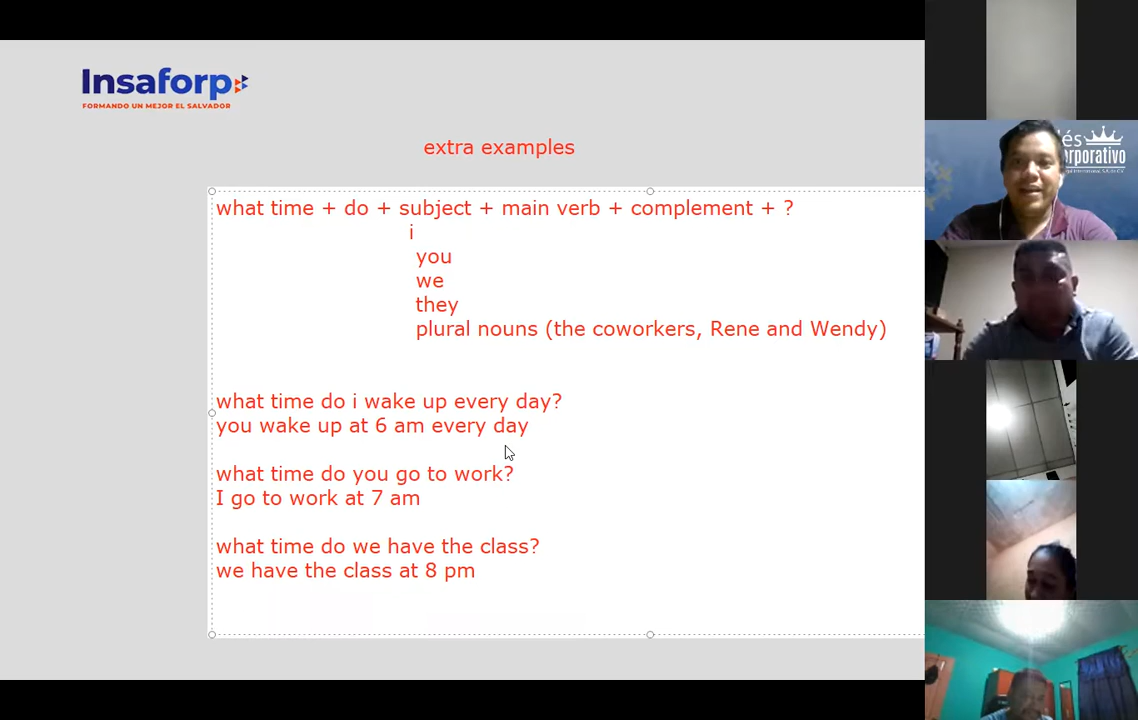 Insaforp
FORMANDO UN MEJOR EL SALVADOR
extra examples
what time + do + subject + main verb + complement + ?
i
you
we
they
plural nouns (the coworkers, Rene and Wendy)
what time do i wake up every day?
you wake up at 6 am every day
what time do you go to work?
I go to work at 7 am
what time do we have the class?
we have the class at 8 pm
és
orporativo